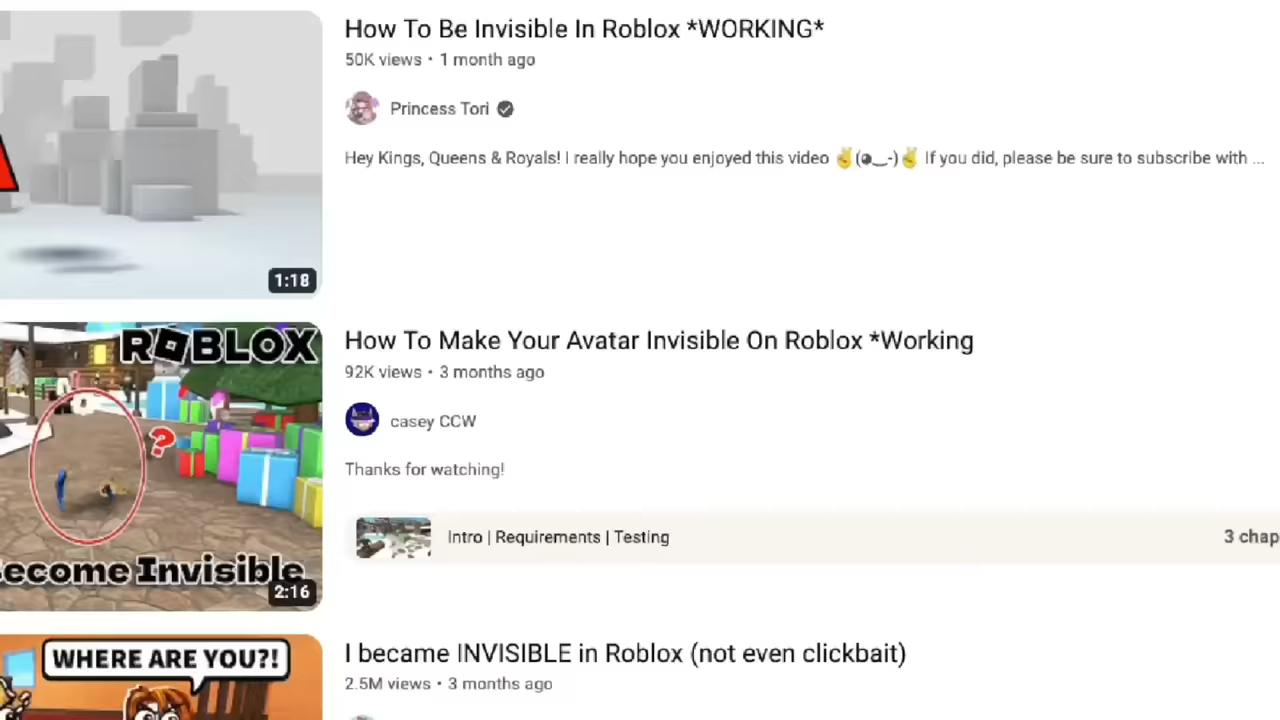 How To Be Invisible In Roblox *WORKING*
50K views • 1 month ago
Princess Tori
Hey Kings, Queens & Royals! I really hope you enjoyed this video ✌️(◕‿-)✌️ If you did, please be sure to subscribe with ...
1:18
ROBLOX
?
ecome Invisible
2:16
How To Make Your Avatar Invisible On Roblox *Working
92K views • 3 months ago
casey CCW
Thanks for watching!
Intro | Requirements | Testing
3 chap
WHERE ARE YOU?!
I became INVISIBLE in Roblox (not even clickbait)
2.5M views • 3 months ago